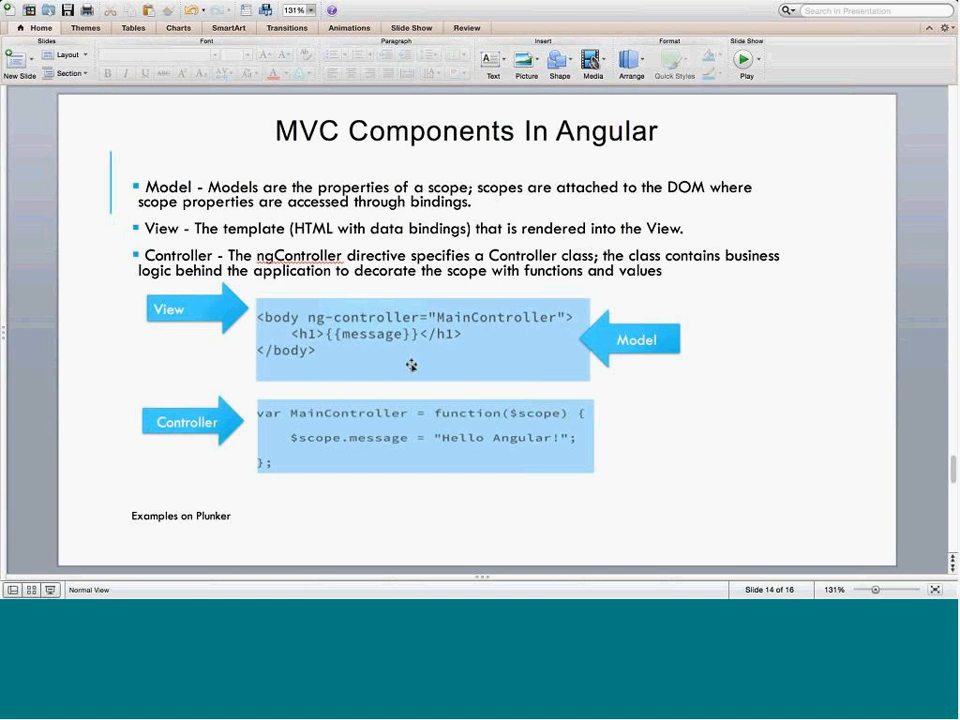 131%
Search in Presentation
Home Themes Tables Charts SmartArt Transitions Animations Slide Show Review
Slides Font Paragraph Insert Format Slide Show
Layout
Section
New Slide Text Picture Shape Media Arrange Quick Styles Play
MVC Components In Angular
Model - Models are the properties of a scope; scopes are attached to the DOM where
scope properties are accessed through bindings.
View - The template (HTML with data bindings) that is rendered into the View.
Controller - The ngController directive specifies a Controller class; the class contains business
logic behind the application to decorate the scope with functions and values
View
<body ng-controller="MainController">
<h1>{{message}}</h1>
</body>
Model
Controller
var MainController = function($scope) {
$scope.message = "Hello Angular!";
};
Examples on Plunker
Normal View
Slide 14 of 16
131%